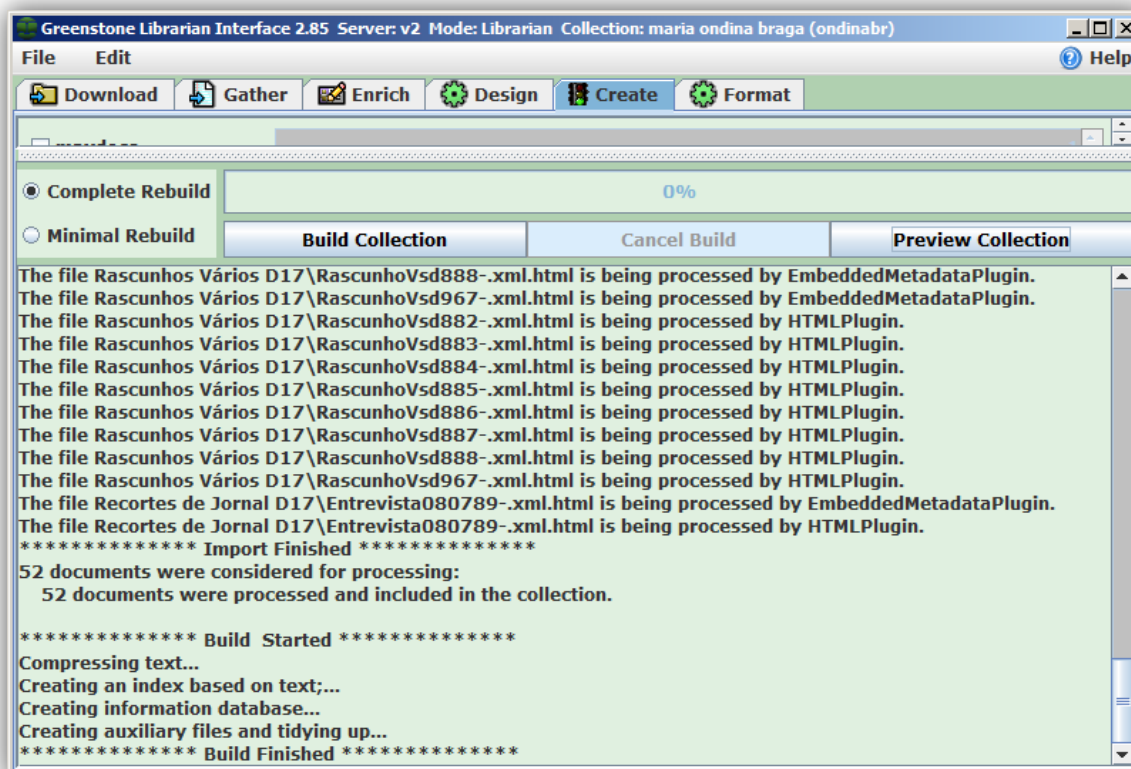 Greenstone Librarian Interface 2.85 Server: v2 Mode: Librarian Collection: maria ondina braga (ondinabr)
File Edit Help
Download Gather Enrich Design Create Format
Complete Rebuild
0%
Minimal Rebuild
Build Collection Cancel Build Preview Collection
The file Rascunhos Vários D17\RascunhoVsd888-.xml.html is being processed by EmbeddedMetadataPlugin.
The file Rascunhos Vários D17\RascunhoVsd967-.xml.html is being processed by EmbeddedMetadataPlugin.
The file Rascunhos Vários D17\RascunhoVsd882-.xml.html is being processed by HTMLPlugin.
The file Rascunhos Vários D17\RascunhoVsd883-.xml.html is being processed by HTMLPlugin.
The file Rascunhos Vários D17\RascunhoVsd884-.xml.html is being processed by HTMLPlugin.
The file Rascunhos Vários D17\RascunhoVsd885-.xml.html is being processed by HTMLPlugin.
The file Rascunhos Vários D17\RascunhoVsd886-.xml.html is being processed by HTMLPlugin.
The file Rascunhos Vários D17\RascunhoVsd887-.xml.html is being processed by HTMLPlugin.
The file Rascunhos Vários D17\RascunhoVsd888-.xml.html is being processed by HTMLPlugin.
The file Rascunhos Vários D17\RascunhoVsd967-.xml.html is being processed by HTMLPlugin.
The file Recortes de Jornal D17\Entrevista080789-.xml.html is being processed by EmbeddedMetadataPlugin.
The file Recortes de Jornal D17\Entrevista080789-.xml.html is being processed by HTMLPlugin.
************** Import Finished **************
52 documents were considered for processing:
52 documents were processed and included in the collection.
************** Build Started **************
Compressing text...
Creating an index based on text;...
Creating information database...
Creating auxiliary files and tidying up...
************** Build Finished **************